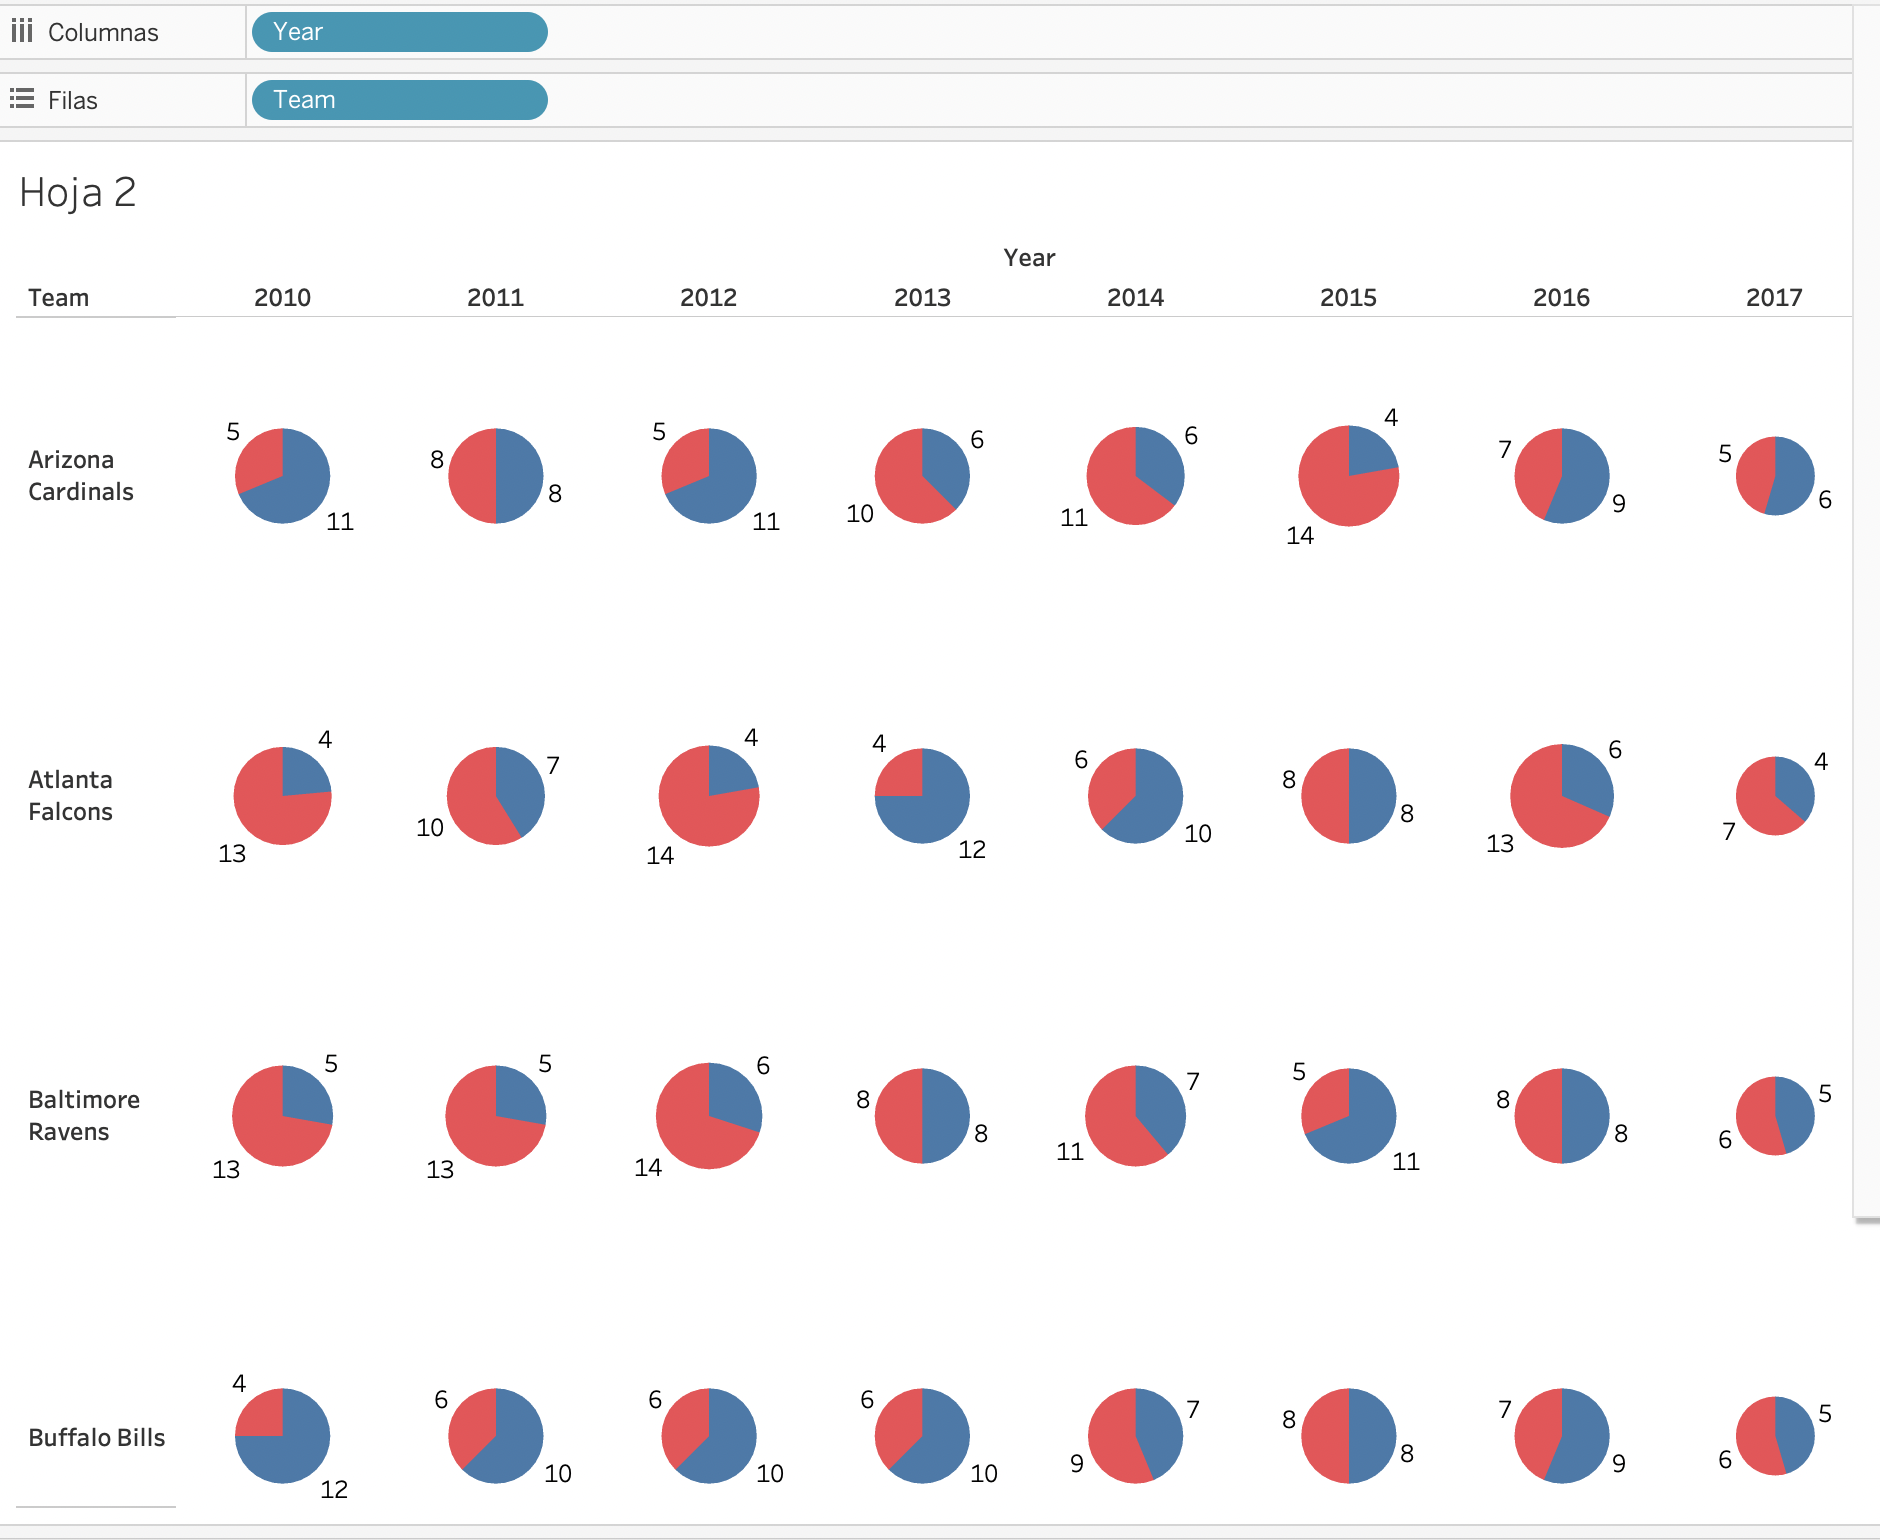 Columnas Year
Filas Team
Hoja 2
Year
Team 2010 2011 2012 2013 2014 2015 2016 2017
Arizona
Cardinals
5 11 8 8 5 11 6 10 6 11 4 14 7 9 5 6
Atlanta
Falcons
4 13 7 10 4 14 4 12 6 10 8 8 6 13 4 7
Baltimore
Ravens
5 13 5 13 6 14 8 8 7 11 5 11 8 8 5 6
Buffalo Bills
4 12 6 10 6 10 6 10 7 9 8 8 7 9 5 6